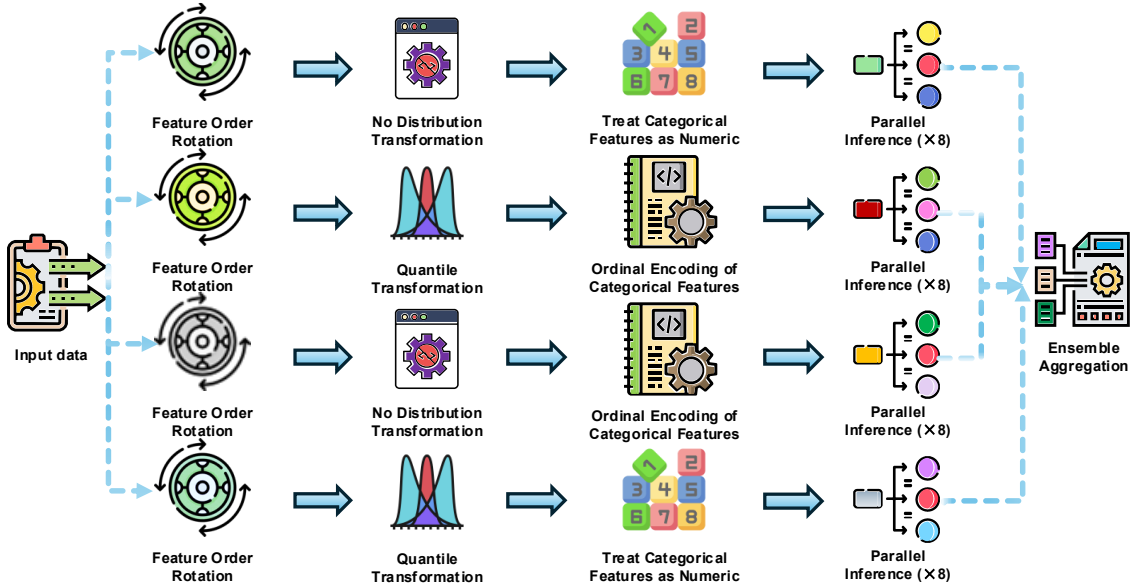 Feature Order
Rotation
No Distribution
Transformation
1
2
3
4
5
6
7
8
Treat Categorical
Features as Numeric
=
=
Parallel
Inference (×8)
Feature Order
Rotation
Quantile
Transformation
</>
Ordinal Encoding of
Categorical Features
=
=
Parallel
Inference (×8)
Input data
Feature Order
Rotation
No Distribution
Transformation
</>
Ordinal Encoding of
Categorical Features
=
=
Parallel
Inference (×8)
Ensemble
Aggregation
Feature Order
Rotation
Quantile
Transformation
1
2
3
4
5
6
7
8
Treat Categorical
Features as Numeric
=
=
Parallel
Inference (×8)